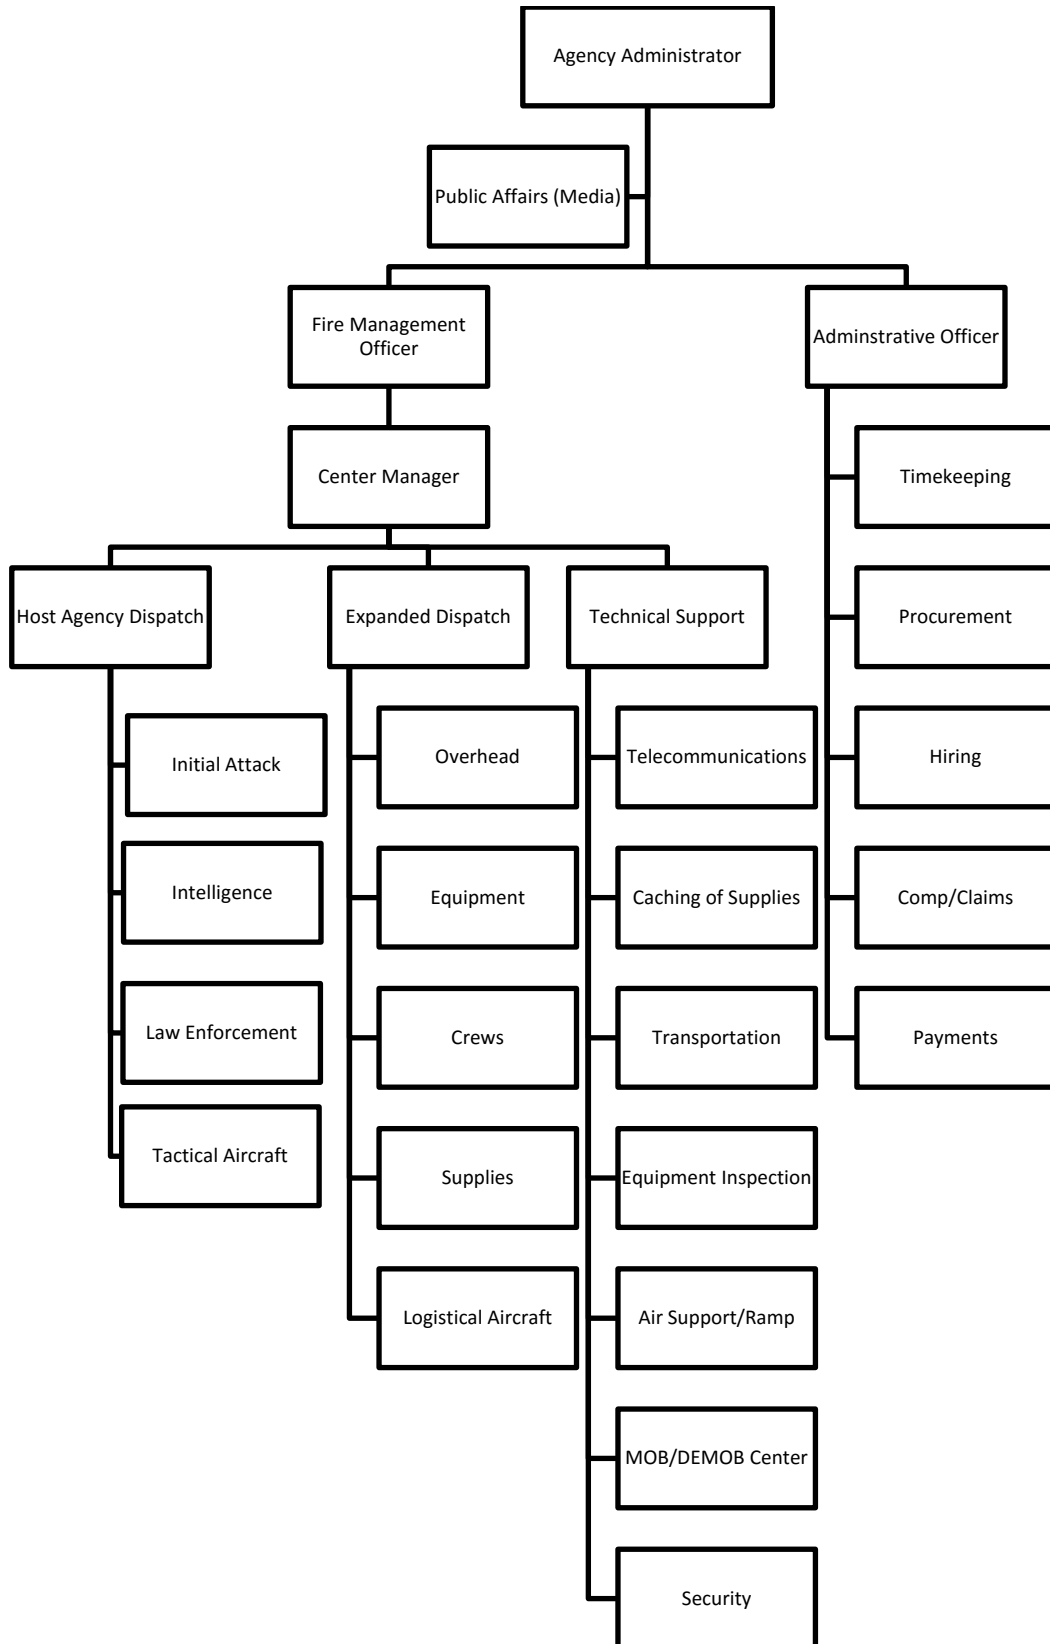 Agency Administrator
Public Affairs (Media)
Fire Management
Officer
Adminstrative Officer
Center Manager
Timekeeping
Host Agency Dispatch
Expanded Dispatch
Technical Support
Procurement
Initial Attack
Overhead
Telecommunications
Hiring
Intelligence
Equipment
Caching of Supplies
Comp/Claims
Law Enforcement
Crews
Transportation
Payments
Tactical Aircraft
Supplies
Equipment Inspection
Logistical Aircraft
Air Support/Ramp
MOB/DEMOB Center
Security